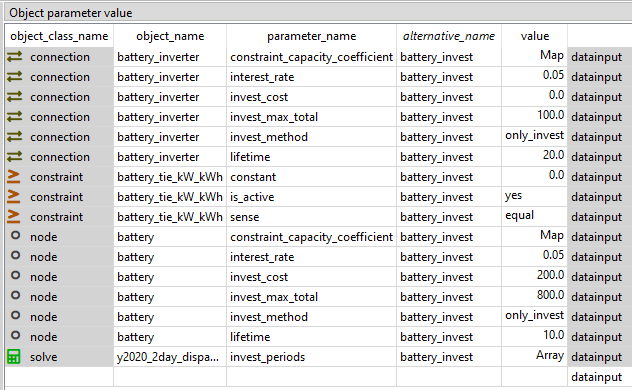 Object parameter value
object_class_name object_name parameter_name alternative_name value
connection battery_inverter constraint_capacity_coefficient battery_invest Map datainput
connection battery_inverter interest_rate battery_invest 0.05 datainput
connection battery_inverter invest_cost battery_invest 0.0 datainput
connection battery_inverter invest_max_total battery_invest 100.0 datainput
connection battery_inverter invest_method battery_invest only_invest datainput
connection battery_inverter lifetime battery_invest 20.0 datainput
constraint battery_tie_kW_kWh constant battery_invest 0.0 datainput
constraint battery_tie_kW_kWh is_active battery_invest yes datainput
constraint battery_tie_kW_kWh sense battery_invest equal datainput
node battery constraint_capacity_coefficient battery_invest Map datainput
node battery interest_rate battery_invest 0.05 datainput
node battery invest_cost battery_invest 200.0 datainput
node battery invest_max_total battery_invest 800.0 datainput
node battery invest_method battery_invest only_invest datainput
node battery lifetime battery_invest 10.0 datainput
solve y2020_2day_dispa... invest_periods battery_invest Array datainput
datainput